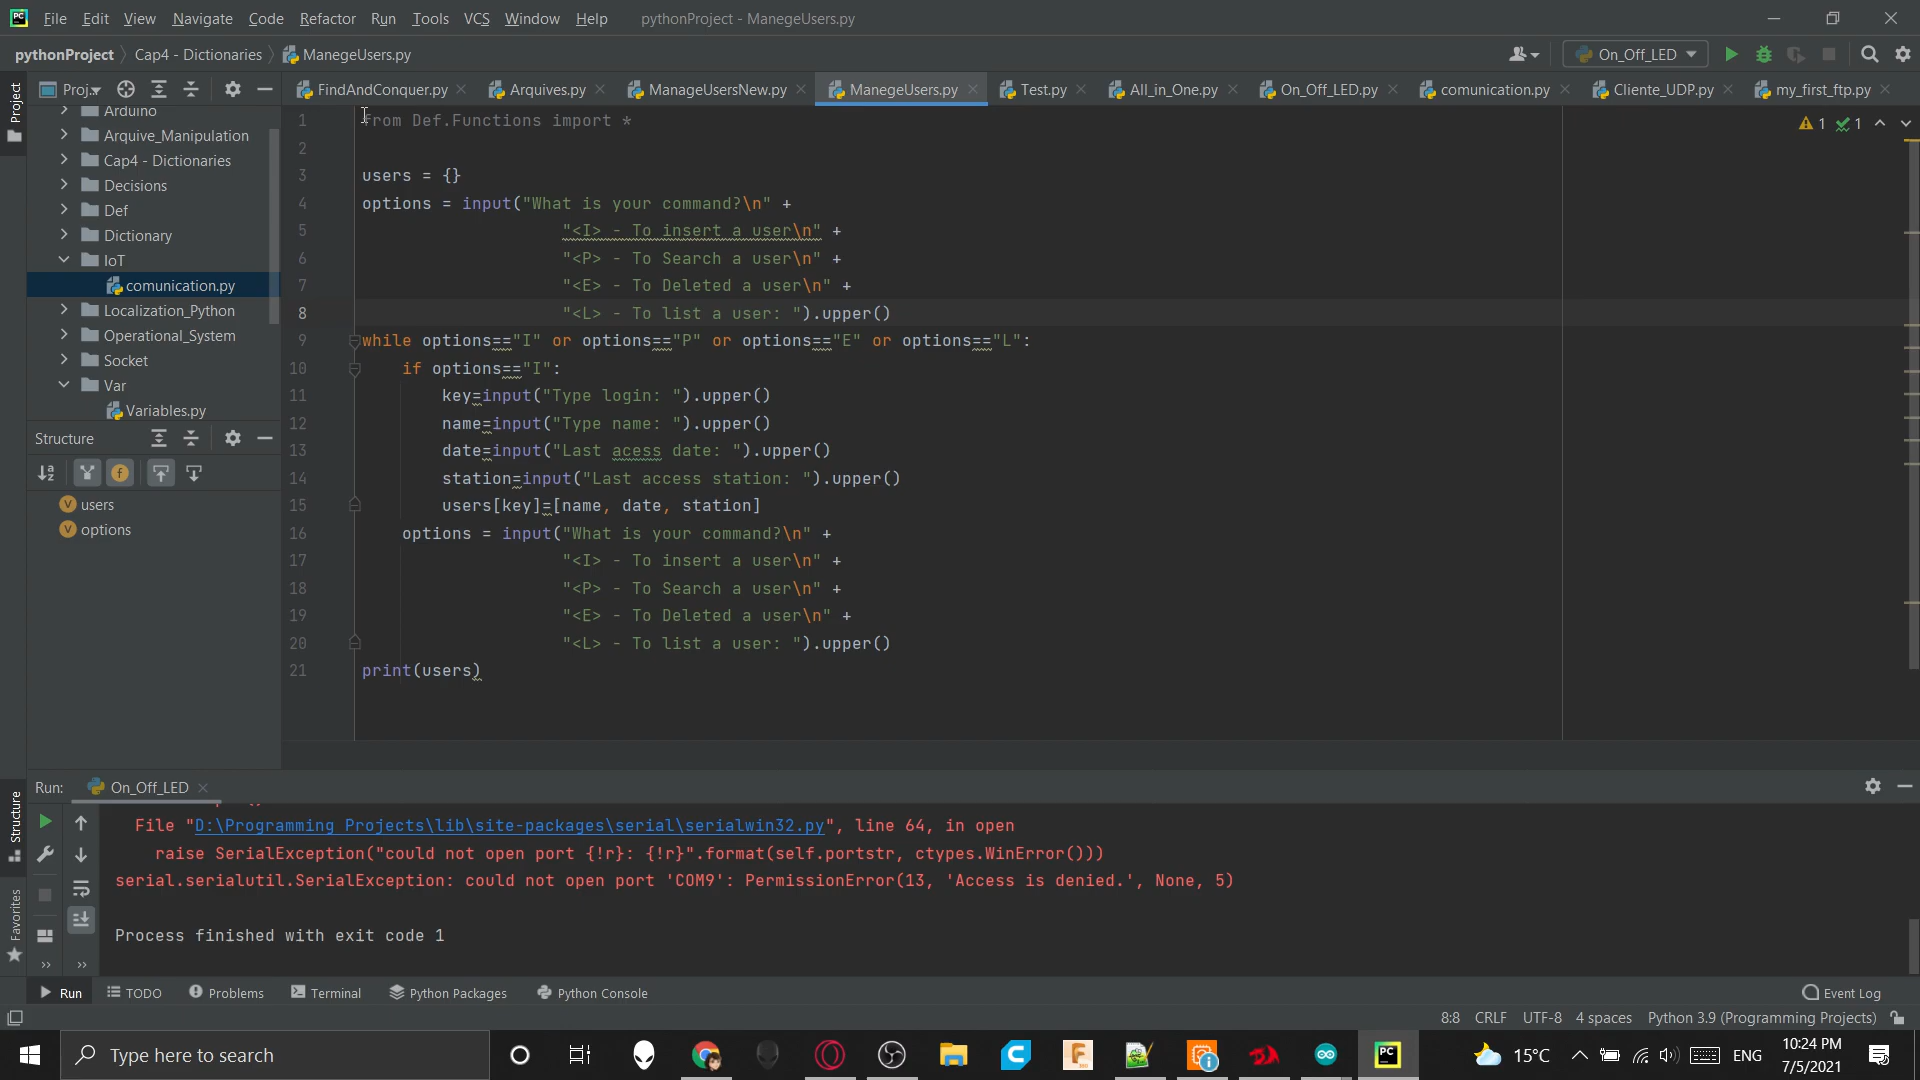 PC File Edit View Navigate Code Refactor Run Tools VCS Window Help pythonProject - ManegeUsers.py
pythonProject Cap4 - Dictionaries ManegeUsers.py On_Off_LED
Project
Proj.. FindAndConquer.py Arquives.py ManageUsersNew.py ManegeUsers.py Test.py All_in_One.py On_Off_LED.py comunication.py Cliente_UDP.py my_first_ftp.py
Arduino
Arquive_Manipulation
Cap4 - Dictionaries
Decisions
Def
Dictionary
IoT
comunication.py
Localization_Python
Operational_System
Socket
Var
Variables.py
1 from Def.Functions import *
1 1
2
3 users = {}
4 options = input("What is your command?\n" +
5 "<I> - To insert a user\n" +
6 "<P> - To Search a user\n" +
7 "<E> - To Deleted a user\n" +
8 "<L> - To list a user: ").upper()
9 while options=="I" or options=="P" or options=="E" or options=="L":
10 if options=="I":
11 key=input("Type login: ").upper()
12 name=input("Type name: ").upper()
13 date=input("Last acess date: ").upper()
14 station=input("Last access station: ").upper()
15 users[key]=[name, date, station]
16 options = input("What is your command?\n" +
17 "<I> - To insert a user\n" +
18 "<P> - To Search a user\n" +
19 "<E> - To Deleted a user\n" +
20 "<L> - To list a user: ").upper()
21 print(users)
Structure
users
options
Run: On_Off_LED
Structure
Favorites
File "D:\Programming Projects\lib\site-packages\serial\serialwin32.py", line 64, in open
raise SerialException("could not open port {!r}: {!r}".format(self.portstr, ctypes.WinError()))
serial.serialutil.SerialException: could not open port 'COM9': PermissionError(13, 'Access is denied.', None, 5)
Process finished with exit code 1
Run TODO Problems Terminal Python Packages Python Console Event Log
8:8 CRLF UTF-8 4 spaces Python 3.9 (Programming Projects)
Type here to search
PC
15°C ENG
10:24 PM
7/5/2021